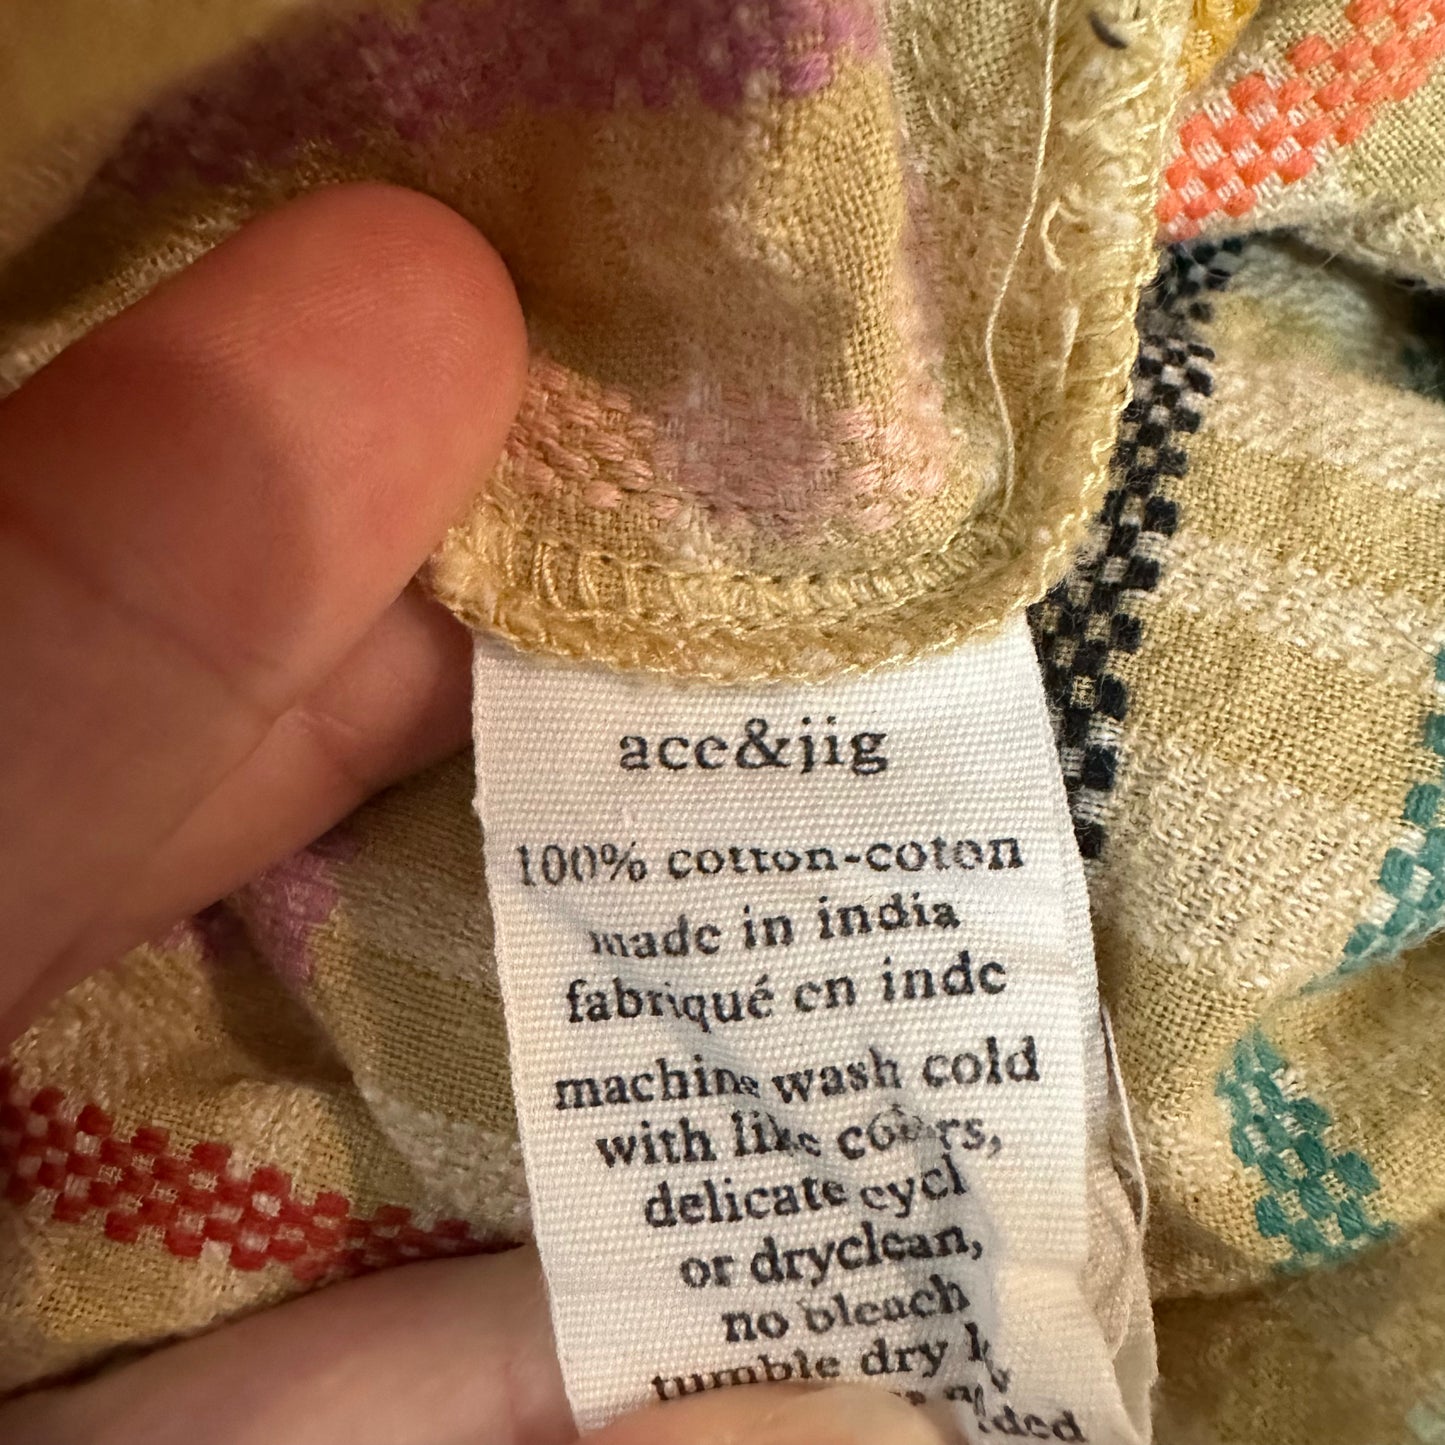 ace&jig
100% cotton-coton
made in india
fabriqué en inde
machine wash cold
with like colors,
delicate cycl
or dryclean,
no bleach
tumble dry